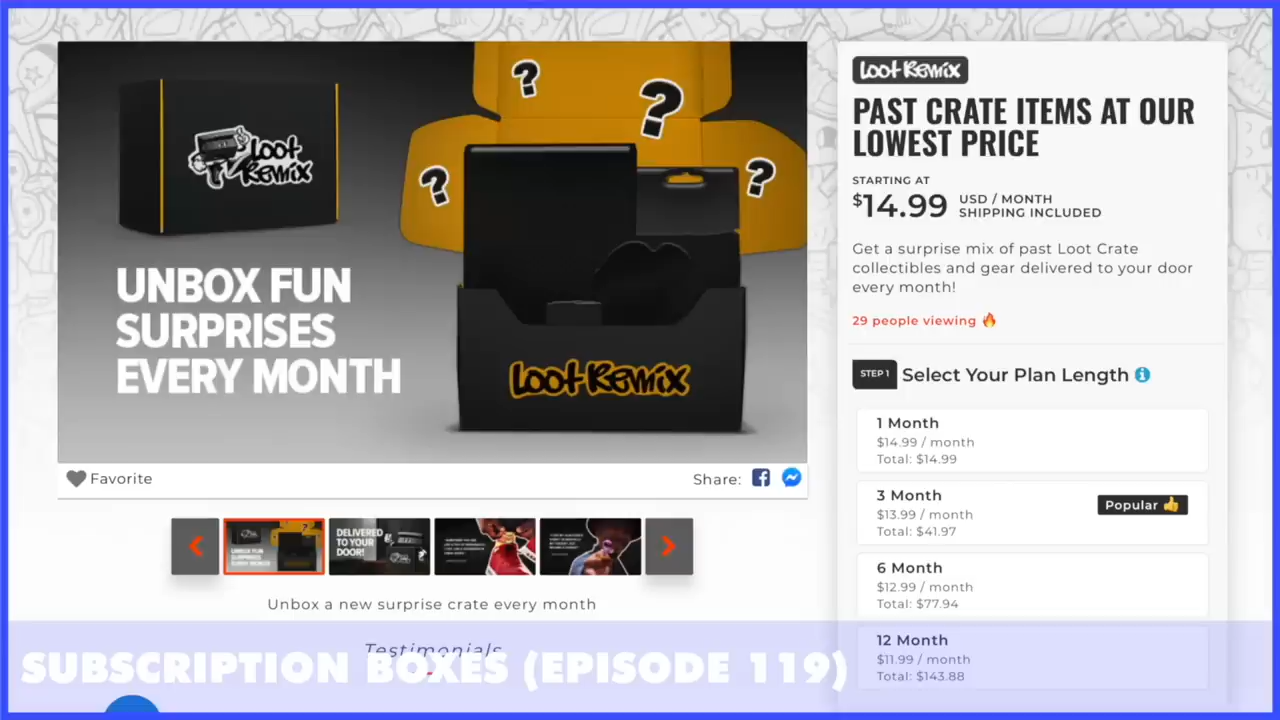 Loot Remix
? ? ? ?
UNBOX FUN
SURPRISES
EVERY MONTH
Loot Remix
Favorite
Share:
UNBOX FUN
SURPRISES
EVERY MONTH
DELIVERED
TO YOUR
DOOR!
Unbox a new surprise crate every month
Testimonials
Loot Remix
PAST CRATE ITEMS AT OUR
LOWEST PRICE
STARTING AT
$14.99 USD / MONTH
SHIPPING INCLUDED
Get a surprise mix of past Loot Crate
collectibles and gear delivered to your door
every month!
29 people viewing 🔥
STEP 1 Select Your Plan Length
1 Month
$14.99 / month
Total: $14.99
3 Month
$13.99 / month
Total: $41.97
Popular 👍
6 Month
$12.99 / month
Total: $77.94
12 Month
$11.99 / month
Total: $143.88
SUBSCRIPTION BOXES (EPISODE 119)